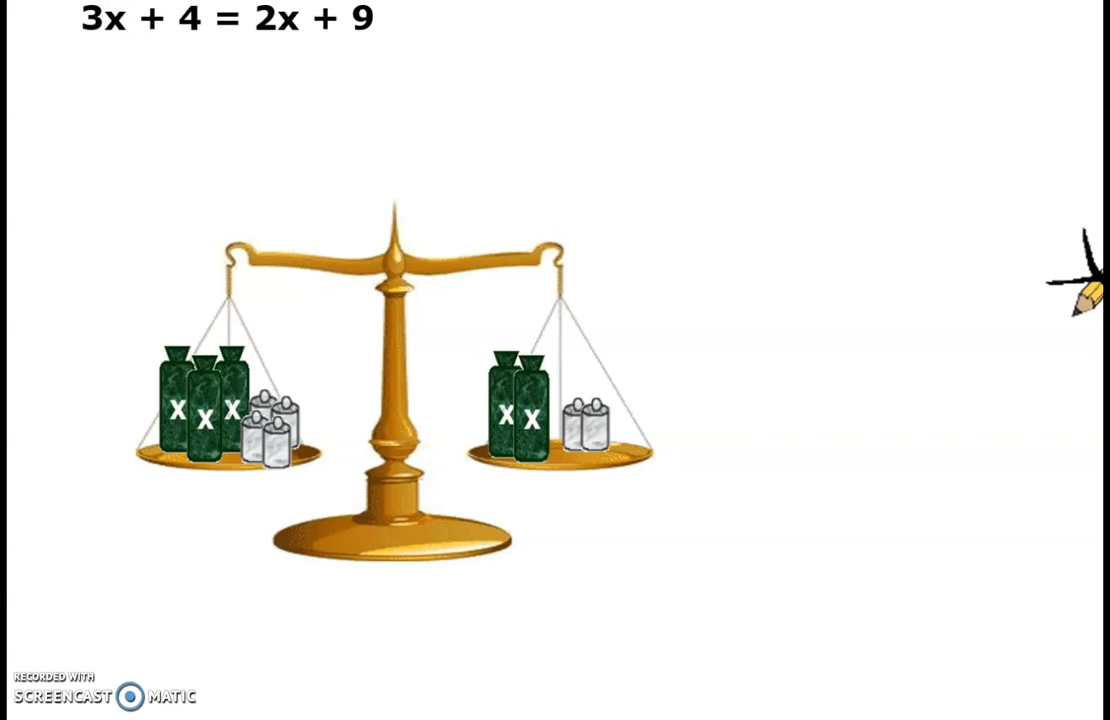 3x + 4 = 2x + 9
X X X
X X
RECORDED WITH
SCREENCAST MATIC